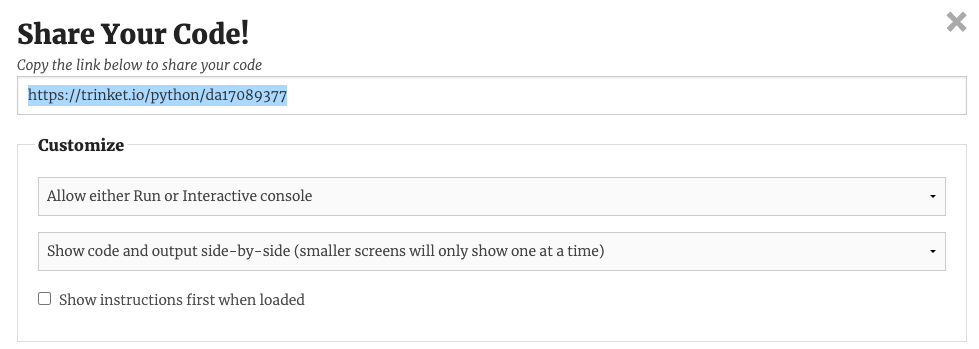 Share Your Code!
Copy the link below to share your code
https://trinket.io/python/da17089377
Customize
Allow either Run or Interactive console
Show code and output side-by-side (smaller screens will only show one at a time)
Show instructions first when loaded